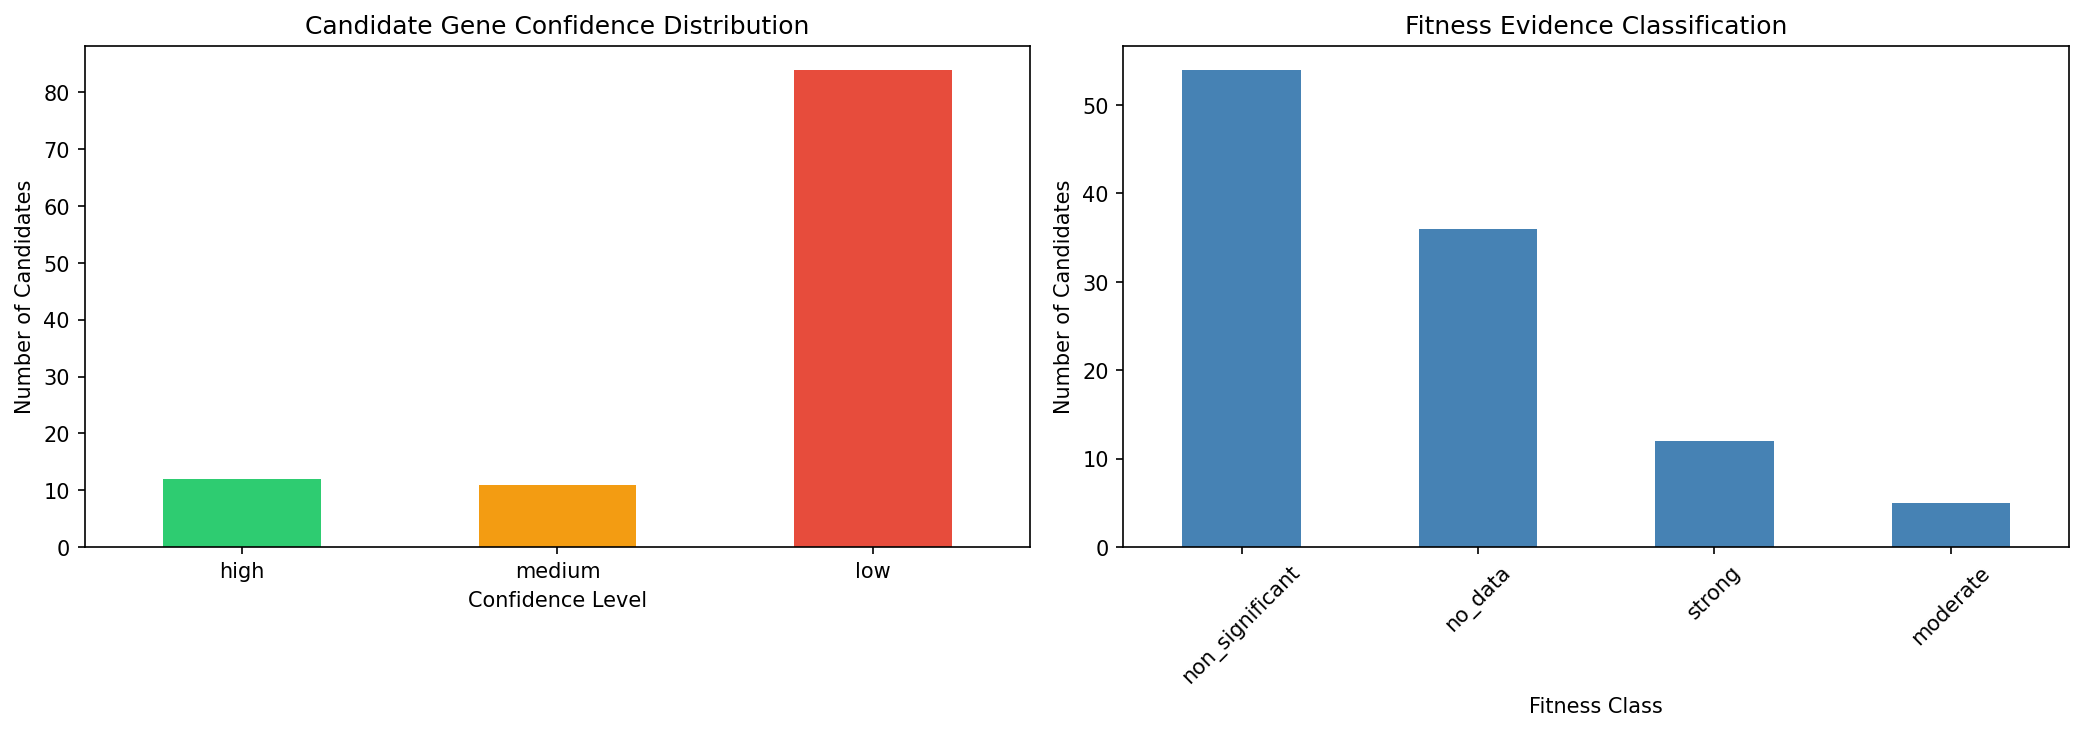 Candidate Gene Confidence Distribution
Number of Candidates
80
70
60
50
40
30
20
10
0
high medium low
Confidence Level
Fitness Evidence Classification
Number of Candidates
50
40
30
20
10
0
non_significant no_data strong moderate
Fitness Class